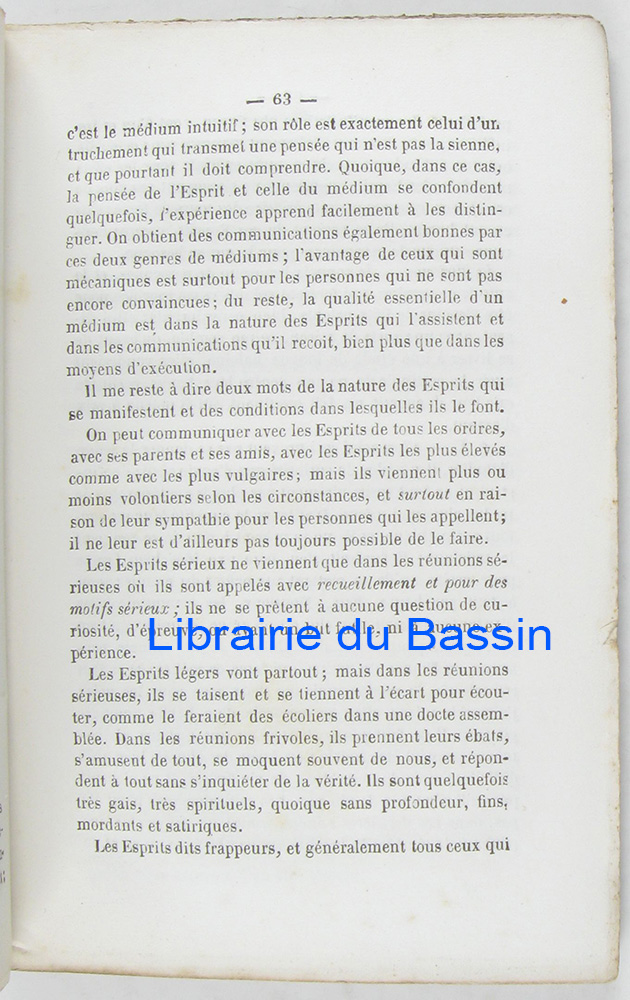 — 63 —
c'est le médium intuitif ; son rôle est exactement celui d'un
truchement qui transmet une pensée qui n'est pas la sienne,
et que pourtant il doit comprendre. Quoique, dans ce cas,
la pensée de l'Esprit et celle du médium se confondent
quelquefois, l'expérience apprend facilement à les distin-
guer. On obtient des communications également bonnes par
ces deux genres de médiums ; l'avantage de ceux qui sont
mécaniques est surtout pour les personnes qui ne sont pas
encore convaincues ; du reste, la qualité essentielle d'un
médium est dans la nature des Esprits qui l'assistent et
dans les communications qu'il reçoit, bien plus que dans les
moyens d'exécution.
Il me reste à dire deux mots de la nature des Esprits qui
se manifestent et des conditions dans lesquelles ils le font.
On peut communiquer avec les Esprits de tous les ordres,
avec ses parents et ses amis, avec les Esprits les plus élevés
comme avec les plus vulgaires ; mais ils viennent plus ou
moins volontiers selon les circonstances, et surtout en rai-
son de leur sympathie pour les personnes qui les appellent ;
il ne leur est d'ailleurs pas toujours possible de le faire.
Les Esprits sérieux ne viennent que dans les réunions sé-
rieuses où ils sont appelés avec recueillement et pour des
motifs sérieux ; ils ne se prêtent à aucune question de cu-
riosité, d'épreuve, ou ayant un but futile, ni à aucune ex-
Librairie du Bassin
périence.
Les Esprits légers vont partout ; mais dans les réunions
sérieuses, ils se taisent et se tiennent à l'écart pour écou-
ter, comme le feraient des écoliers dans une docte assem-
blée. Dans les réunions frivoles, ils prennent leurs ébats,
s'amusent de tout, se moquent souvent de nous, et répon-
dent à tout sans s'inquiéter de la vérité. Ils sont quelquefois
très gais, très spirituels, quoique sans profondeur, fins,
mordants et satiriques.
Les Esprits dits frappeurs, et généralement tous ceux qui